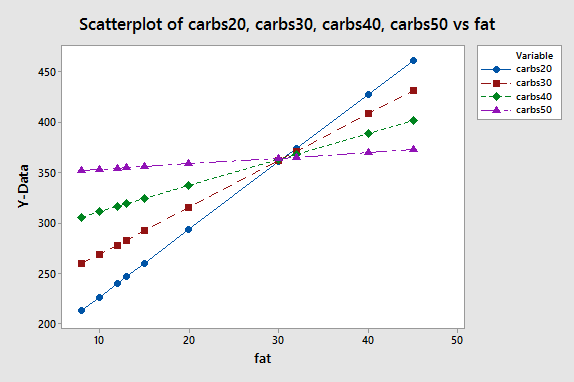 Scatterplot of carbs20, carbs30, carbs40, carbs50 vs fat
Variable
carbs20
carbs30
carbs40
carbs50
Y-Data
450
400
350
300
250
200
10
20
30
40
50
fat